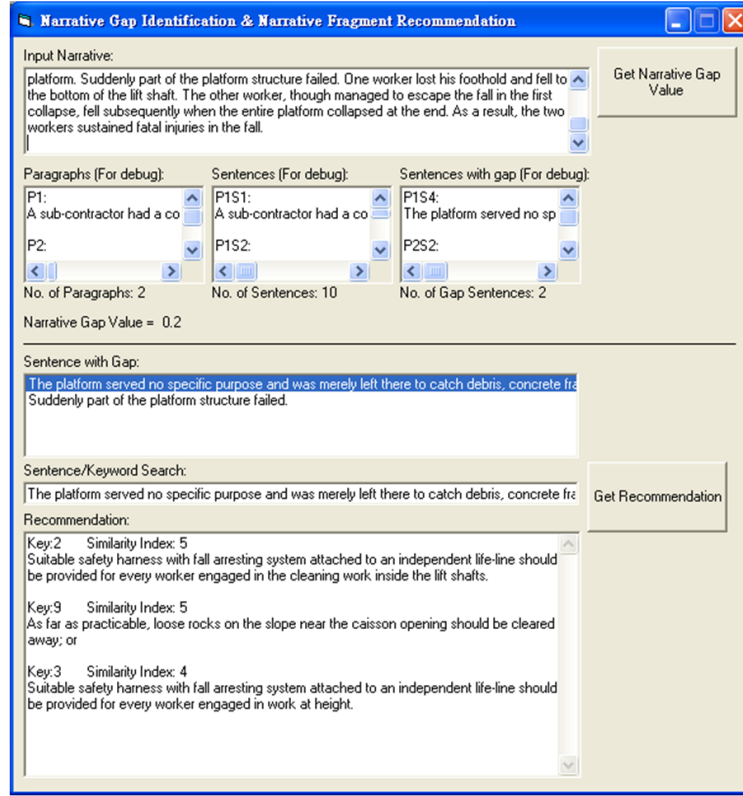 Narrative Gap Identification & Narrative Fragment Recommendation
Input Narrative:
platform. Suddenly part of the platform structure failed. One worker lost his foothold and fell to
the bottom of the lift shaft. The other worker, though managed to escape the fall in the first
collapse, fell subsequently when the entire platform collapsed at the end. As a result, the two
workers sustained fatal injuries in the fall.
Get Narrative Gap
Value
Paragraphs (For debug):
P1:
A sub-contractor had a co
P2:
No. of Paragraphs: 2
Sentences (For debug):
P1S1:
A sub-contractor had a co
P1S2:
No. of Sentences: 10
Sentences with gap (For debug):
P1S4:
The platform served no sp
P2S2:
No. of Gap Sentences: 2
Narrative Gap Value = 0.2
Sentence with Gap:
The platform served no specific purpose and was merely left there to catch debris, concrete fra
Suddenly part of the platform structure failed.
Sentence/Keyword Search:
The platform served no specific purpose and was merely left there to catch debris, concrete fra
Get Recommendation
Recommendation:
Key:2 Similarity Index: 5
Suitable safety harness with fall arresting system attached to an independent life-line should
be provided for every worker engaged in the cleaning work inside the lift shafts.
Key:9 Similarity Index: 5
As far as practicable, loose rocks on the slope near the caisson opening should be cleared
away; or
Key:3 Similarity Index: 4
Suitable safety harness with fall arresting system attached to an independent life-line should
be provided for every worker engaged in work at height.